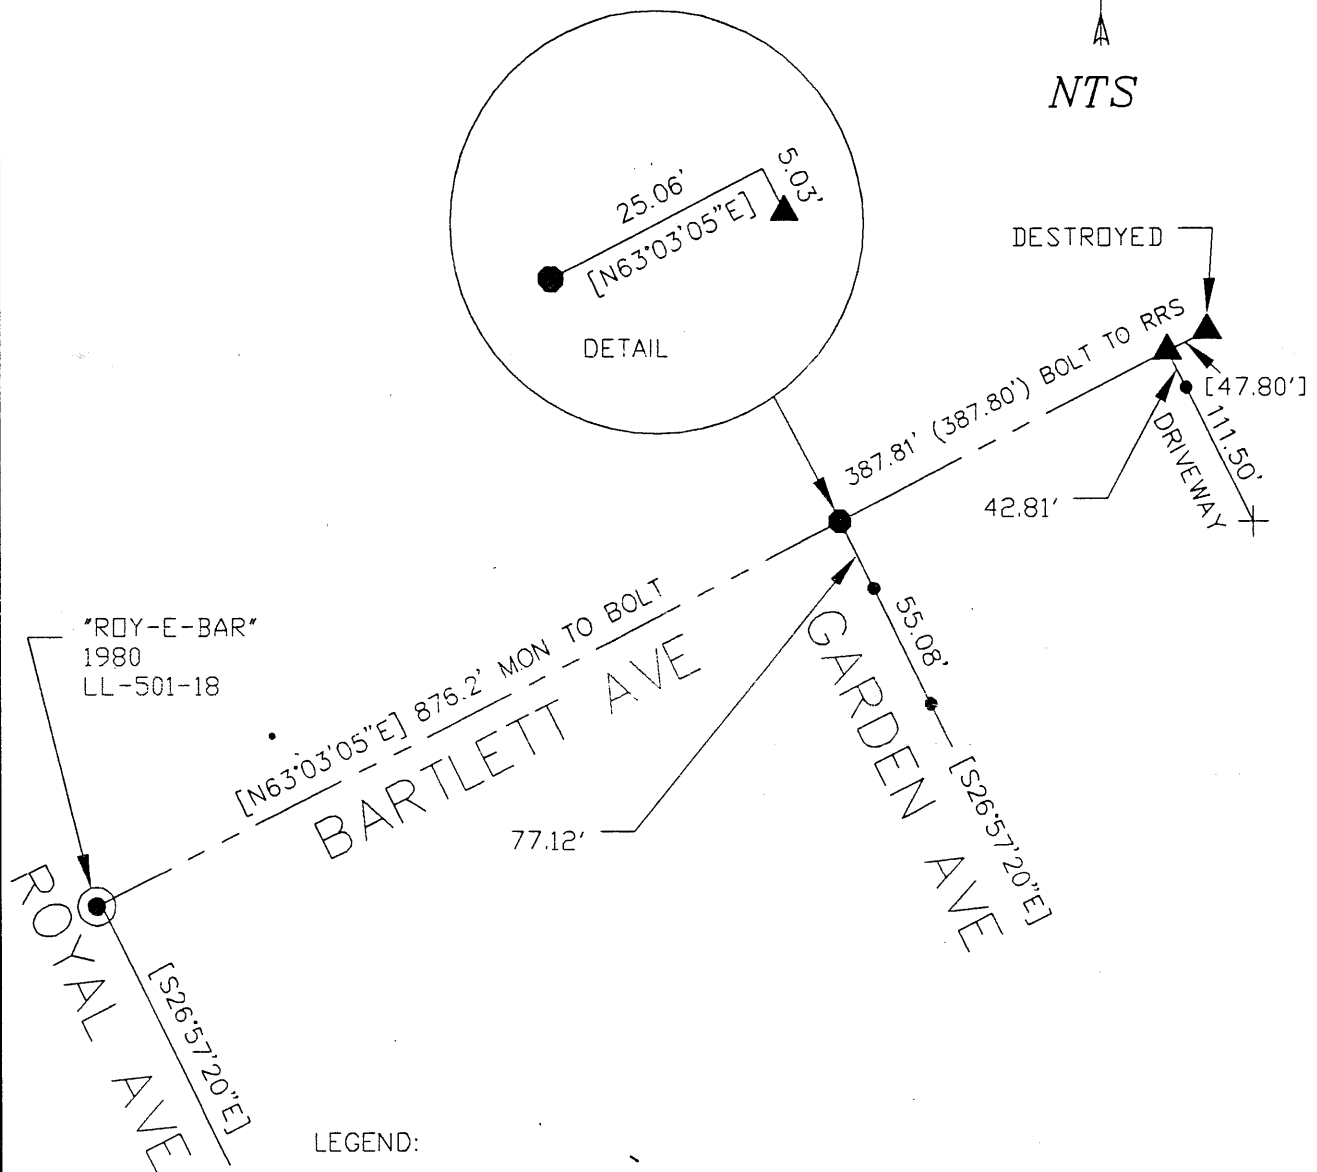 NTS
25.06'
5.03'
[N63°03'05"E]
DETAIL
DESTROYED
387.81' (387.80') BOLT TO RRS
[47.80']
111.50'
DRIVEWAY
42.81'
"ROY-E-BAR"
1980
LL-501-18
[N63°03'05"E] 876.2' MON TO BOLT
BARTLETT AVE
55.08'
GARDEN AVE
[S26°57'20"E]
77.12'
ROYAL AVE
[S26°57'20"E]
LEGEND: